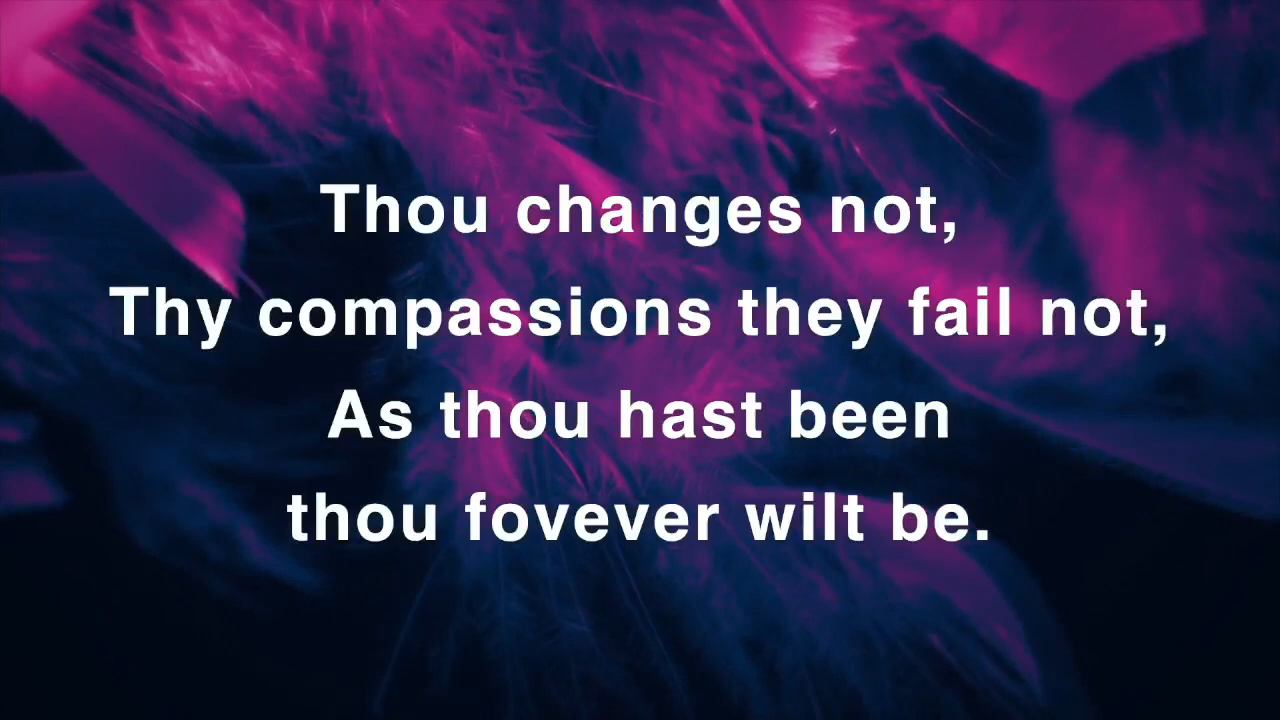 Thou changes not,
Thy compassions they fail not,
As thou hast been
thou fovever wilt be.